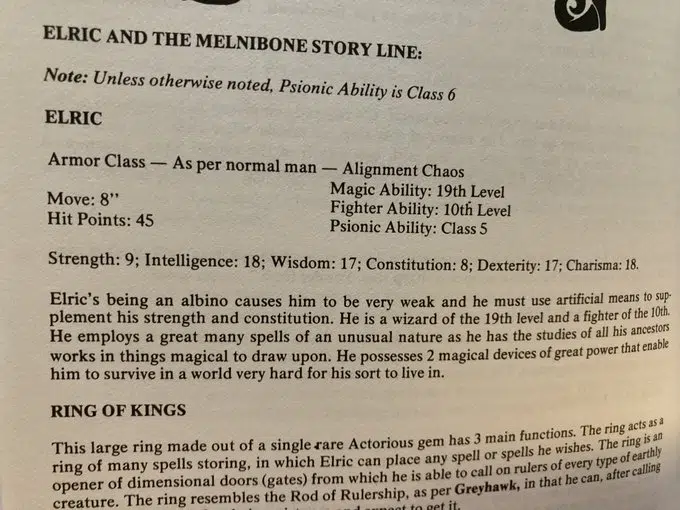 ELRIC AND THE MELNIBONE STORY LINE:
Note: Unless otherwise noted, Psionic Ability is Class 6
ELRIC
Armor Class — As per normal man — Alignment Chaos
Magic Ability: 19th Level
Move: 8”
Fighter Ability: 10th Level
Hit Points: 45
Psionic Ability: Class 5
Strength: 9; Intelligence: 18; Wisdom: 17; Constitution: 8; Dexterity: 17; Charisma: 18.
Elric's being an albino causes him to be very weak and he must use artificial means to sup-
plement his strength and constitution. He is a wizard of the 19th level and a fighter of the 10th.
He employs a great many spells of an unusual nature as he has the studies of all his ancestors
works in things magical to draw upon. He possesses 2 magical devices of great power that enable
him to survive in a world very hard for his sort to live in.
RING OF KINGS
This large ring made out of a single rare Actorious gem has 3 main functions. The ring acts as a
ring of many spells storing, in which Elric can place any spell or spells he wishes. The ring is an
opener of dimensional doors (gates) from which he is able to call on rulers of every type of earthly
creature. The ring resembles the Rod of Rulership, as per Greyhawk, in that he can, after calling
expect to get it.